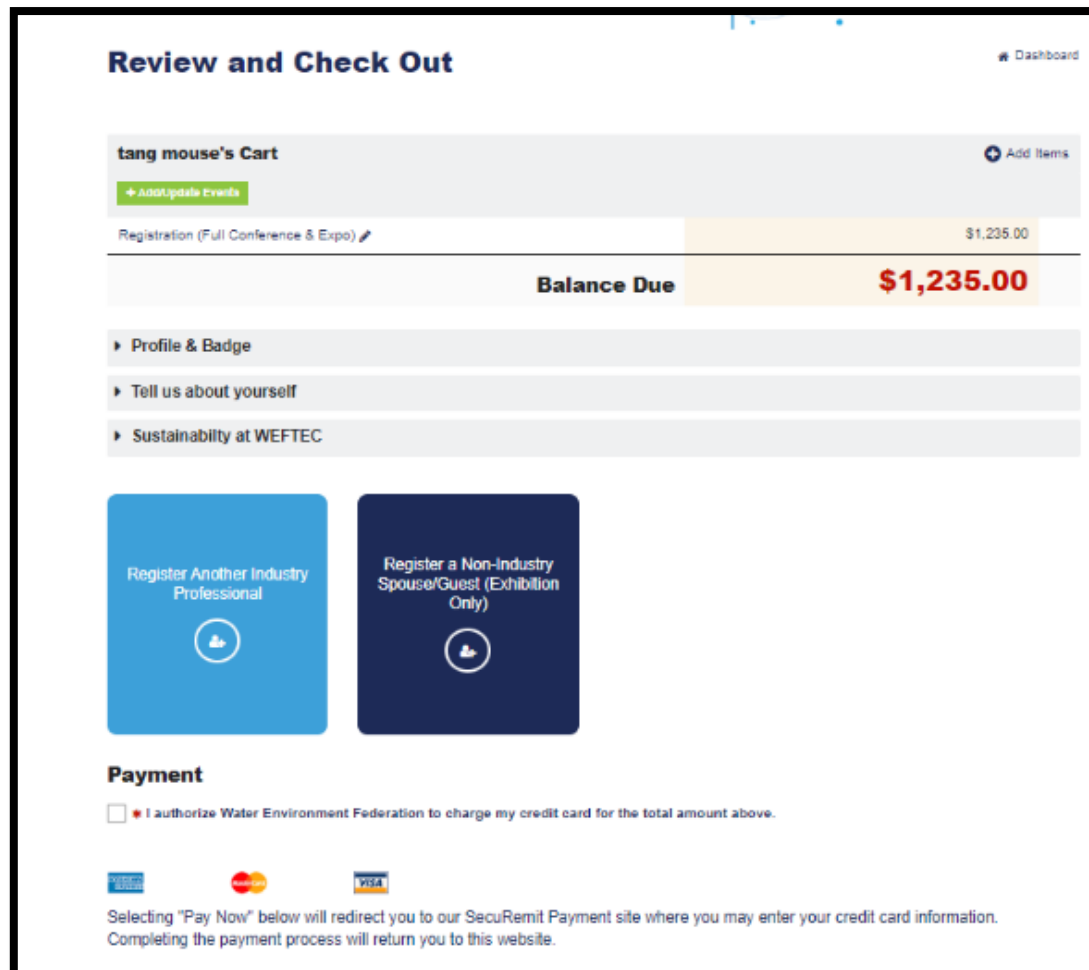 Review and Check Out
Dashboard
tang mouse's Cart
Add Items
+ Add/Update Events
Registration (Full Conference & Expo)
$1,235.00
Balance Due
$1,235.00
Profile & Badge
Tell us about yourself
Sustainabilty at WEFTEC
Register Another Industry
Professional
Register a Non-Industry
Spouse/Guest (Exhibition
Only)
Payment
* I authorize Water Environment Federation to charge my credit card for the total amount above.
VISA
Selecting "Pay Now" below will redirect you to our SecuRemit Payment site where you may enter your credit card information.
Completing the payment process will return you to this website.